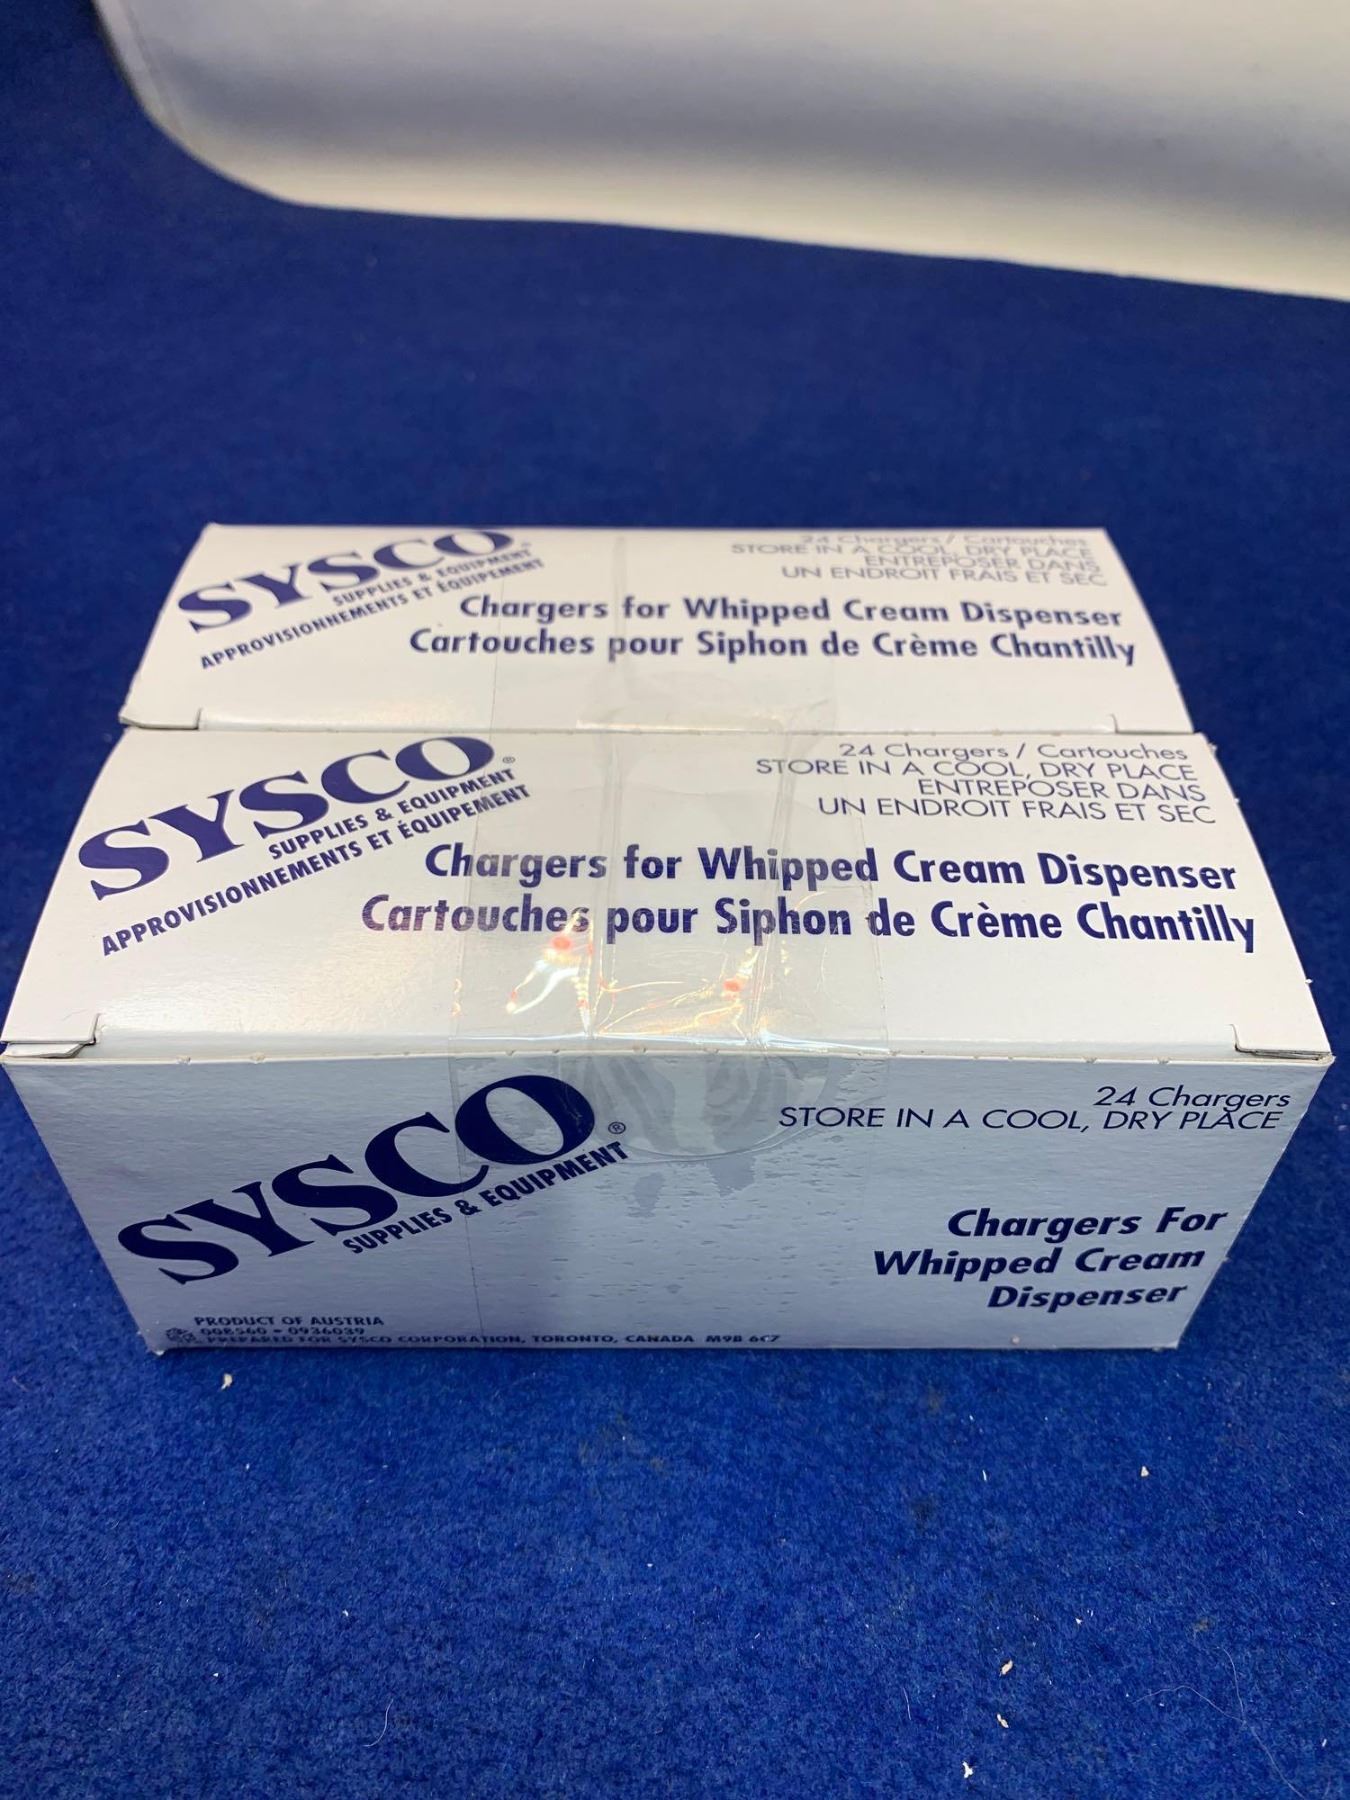 SYSCO
SUPPLIES & EQUIPMENT
APPROVISIONNEMENTS ET ÉQUIPEMENT
24 Chargers / Cartouches
STORE IN A COOL, DRY PLACE
ENTREPOSER DANS
UN ENDROIT FRAIS ET SEC
Chargers for Whipped Cream Dispenser
Cartouches pour Siphon de Crème Chantilly
SYSCO®
SUPPLIES & EQUIPMENT
APPROVISIONNEMENTS ET ÉQUIPEMENT
24 Chargers / Cartouches
STORE IN A COOL, DRY PLACE
ENTREPOSER DANS
UN ENDROIT FRAIS ET SEC
Chargers for Whipped Cream Dispenser
Cartouches pour Siphon de Crème Chantilly
SYSCO®
SUPPLIES & EQUIPMENT
24 Chargers
STORE IN A COOL, DRY PLACE
Chargers For
Whipped Cream
Dispenser
PRODUCT OF AUSTRIA
008560 • 0936039
PREPARED FOR SYSCO CORPORATION, TORONTO, CANADA M9B 6C7